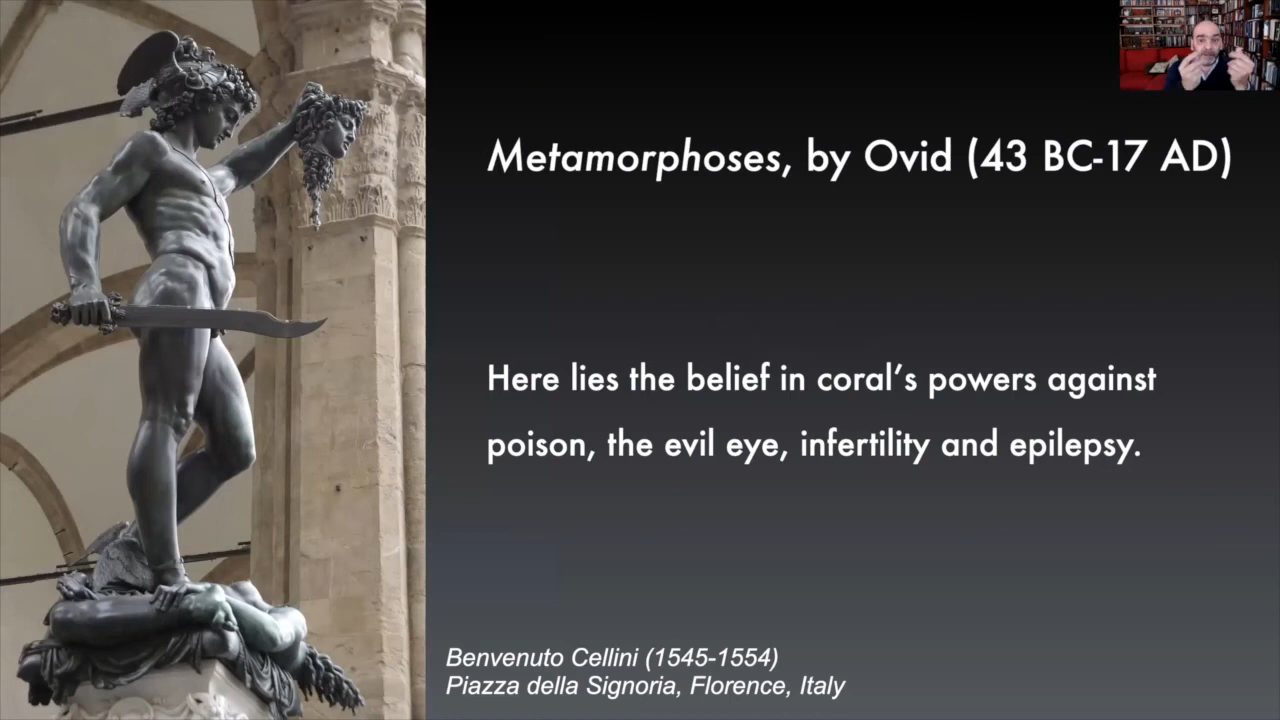 Metamorphoses, by Ovid (43 BC-17 AD)
Here lies the belief in coral’s powers against
poison, the evil eye, infertility and epilepsy.
Benvenuto Cellini (1545-1554)
Piazza della Signoria, Florence, Italy